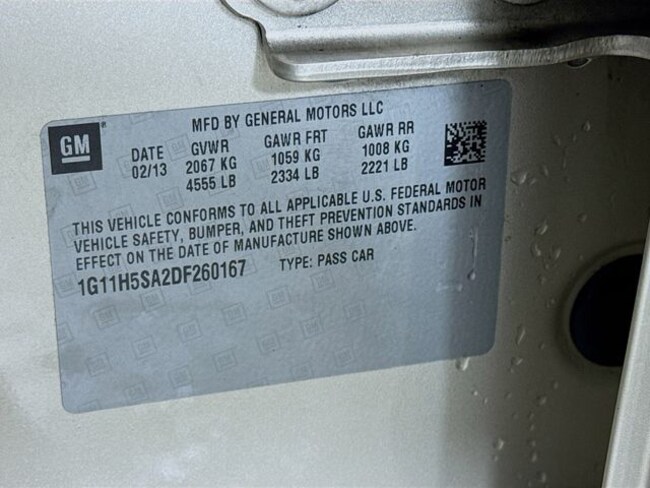 MFD BY GENERAL MOTORS LLC
GM
DATE GVWR GAWR FRT GAWR RR
02/13 2067 KG 1059 KG 1008 KG
4555 LB 2334 LB 2221 LB
THIS VEHICLE CONFORMS TO ALL APPLICABLE U.S. FEDERAL MOTOR
VEHICLE SAFETY, BUMPER, AND THEFT PREVENTION STANDARDS IN
EFFECT ON THE DATE OF MANUFACTURE SHOWN ABOVE.
1G11H5SA2DF260167 TYPE: PASS CAR